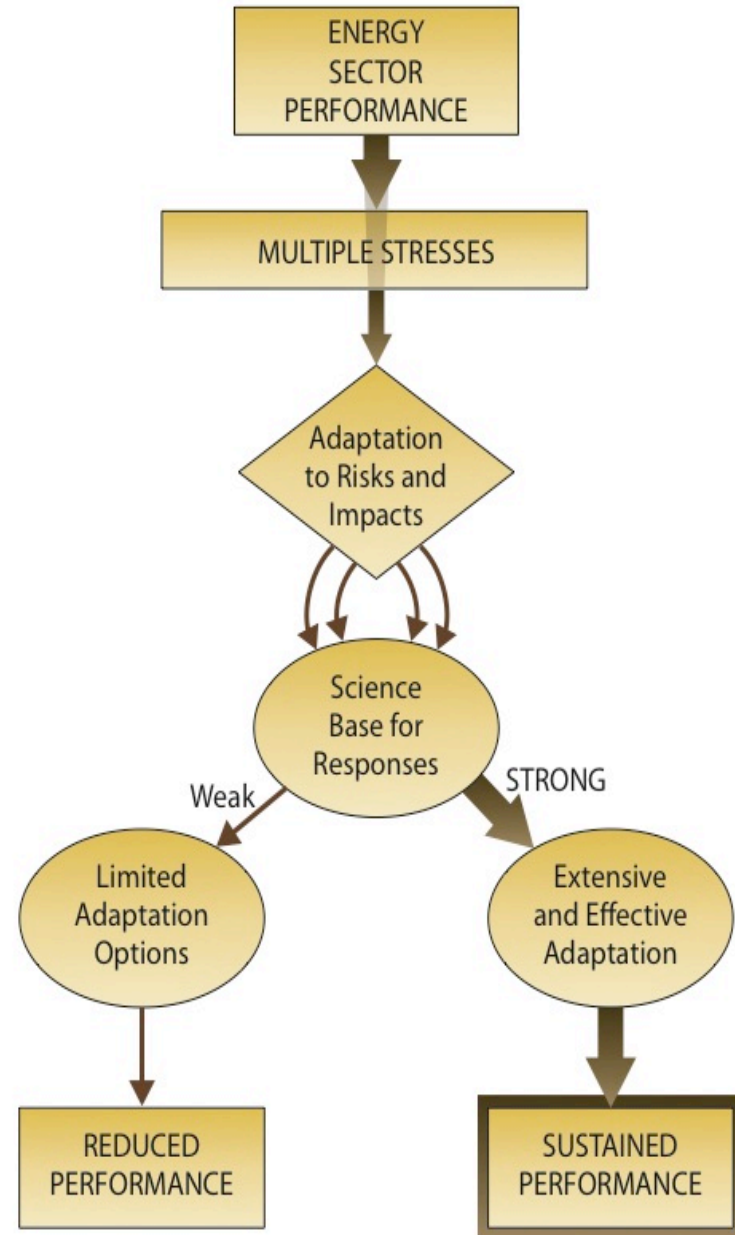 ENERGY
SECTOR
PERFORMANCE
MULTIPLE STRESSES
Adaptation
to Risks and
Impacts
Science
Base for
Responses
Weak
STRONG
Limited
Adaptation
Options
Extensive
and Effective
Adaptation
REDUCED
PERFORMANCE
SUSTAINED
PERFORMANCE